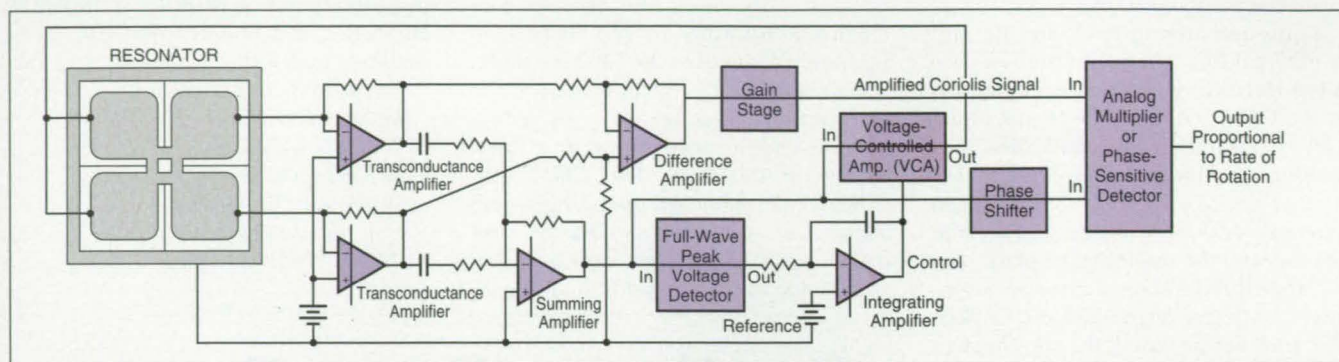 RESONATOR
Transconductance
Amplifier
Transconductance
Amplifier
Summing
Amplifier
Difference
Amplifier
Gain
Stage
Amplified Coriolis Signal
In
Voltage-
Controlled
Amp. (VCA)
Out
In
Full-Wave
Peak
Voltage
Detector
Out
Reference
Integrating
Amplifier
Control
Phase
Shifter
In
In
Analog
Multiplier
or
Phase-
Sensitive
Detector
Output
Proportional
to Rate of
Rotation